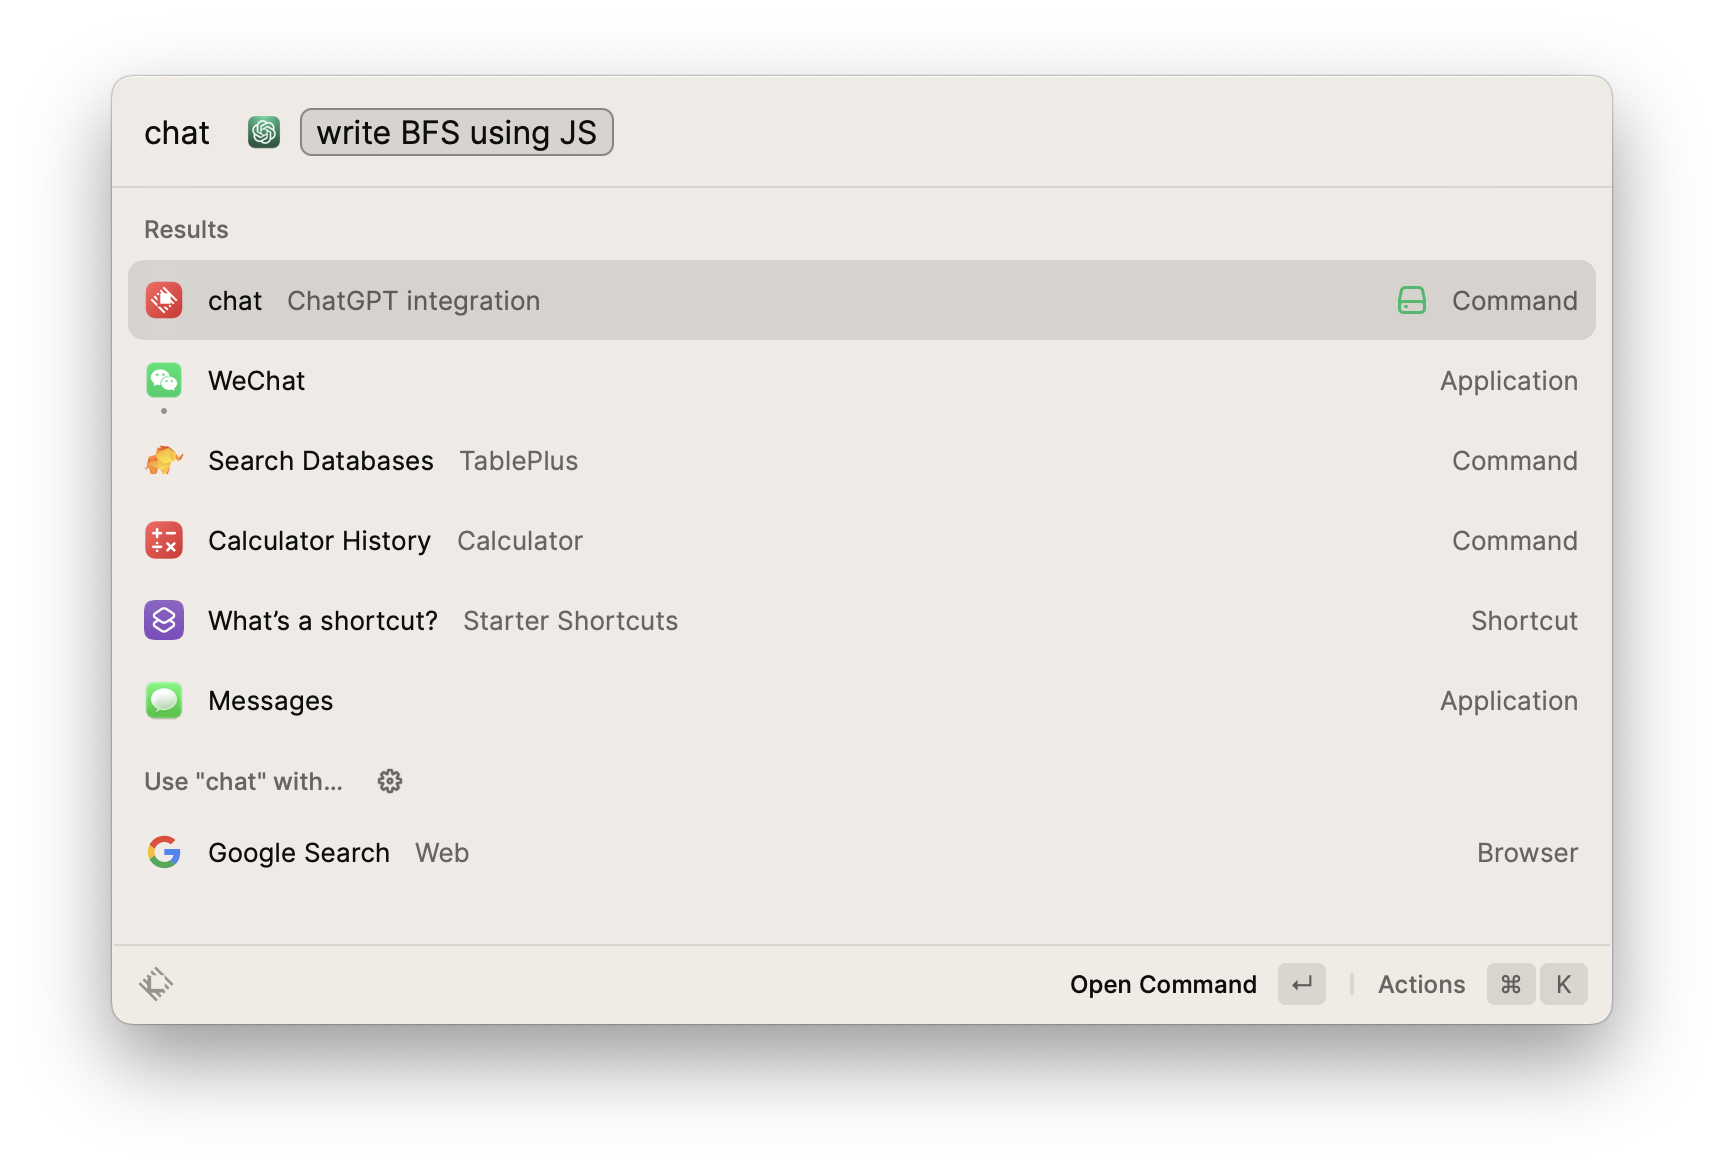 chat write BFS using JS
Results
chat ChatGPT integration Command
WeChat Application
Search Databases TablePlus Command
Calculator History Calculator Command
What’s a shortcut? Starter Shortcuts Shortcut
Messages Application
Use "chat" with...
Google Search Web Browser
Open Command ↵ Actions ⌘ K